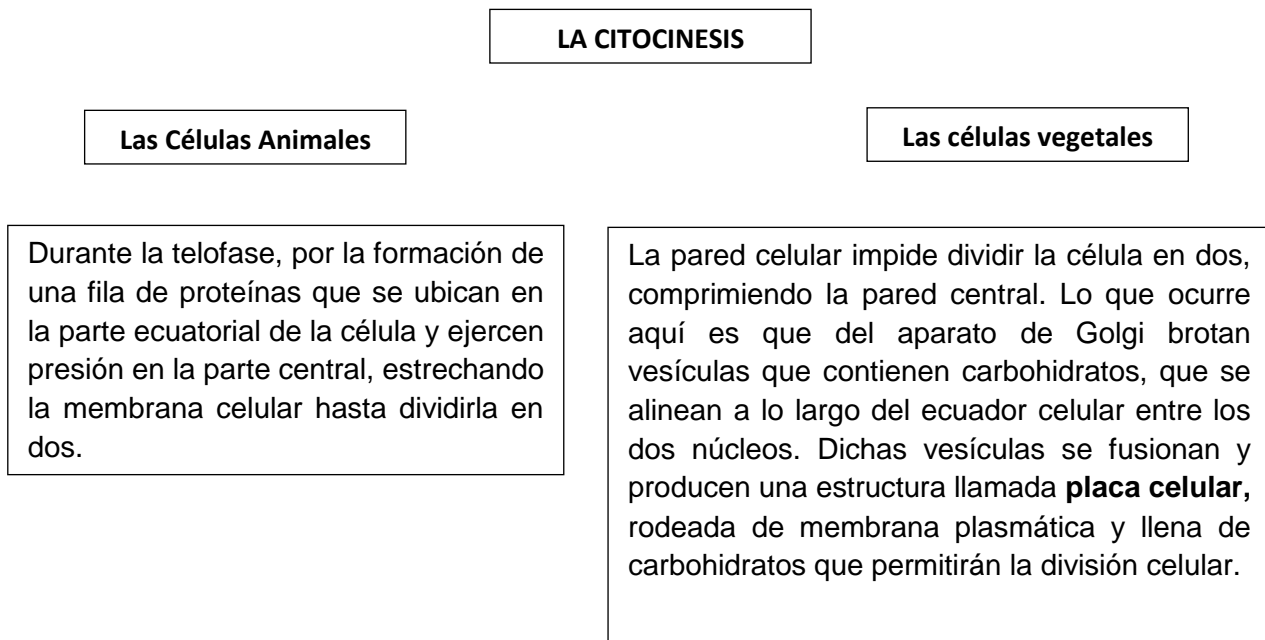 LA CITOCINESIS
Las Células Animales
Las células vegetales
Durante la telofase, por la formación de
una fila de proteínas que se ubican en
la parte ecuatorial de la célula y ejercen
presión en la parte central, estrechando
la membrana celular hasta dividirla en
dos.
La pared celular impide dividir la célula en dos,
comprimiendo la pared central. Lo que ocurre
aquí es que del aparato de Golgi brotan
vesículas que contienen carbohidratos, que se
alinean a lo largo del ecuador celular entre los
dos núcleos. Dichas vesículas se fusionan y
producen una estructura llamada placa celular,
rodeada de membrana plasmática y llena de
carbohidratos que permitirán la división celular.